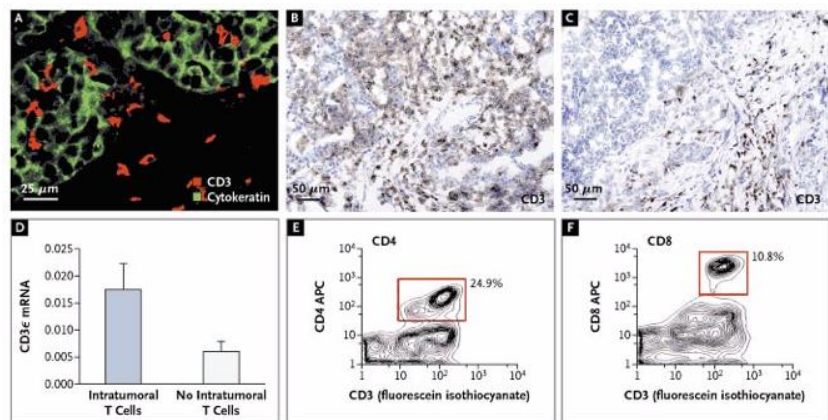 A
CD3
Cytokeratin
25 μm
B
50 μm
CD3
C
50 μm
CD3
D
CD3ϵ mRNA
0.025
0.020
0.015
0.010
0.005
0.000
Intratumoral
T Cells
No Intratumoral
T Cells
E
CD4
24.9%
CD4 APC
10⁴
10³
10²
10
1
1
10
10²
10³
10⁴
CD3 (fluorescein isothiocyanate)
F
CD8
10.8%
CD8 APC
10⁴
10³
10²
10
1
1
10
10²
10³
10⁴
CD3 (fluorescein isothiocyanate)